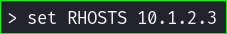 > set RHOSTS 10.1.2.3